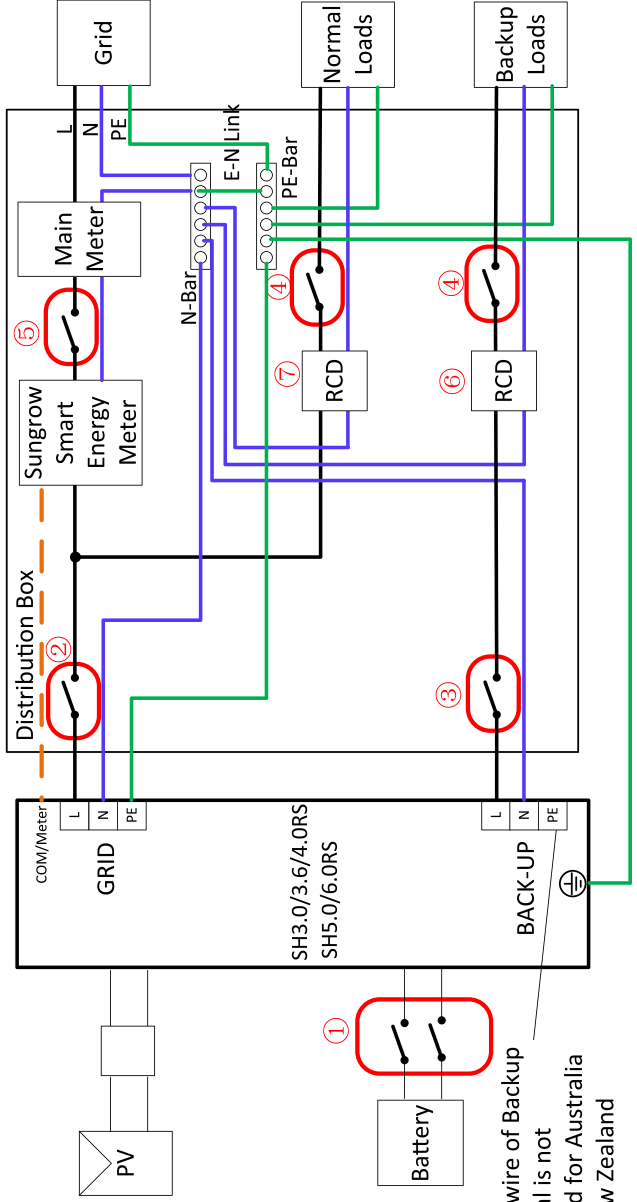 Grid
Normal
Loads
Backup
Loads
L
N
PE
E-N Link
PE-Bar
N-Bar
Main
Meter
⑤
④
④
⑦
⑥
RCD
RCD
Sungrow
Smart
Energy
Meter
Distribution Box
②
③
COM/Meter
L
N
PE
GRID
L
N
PE
BACK-UP
SH3.0/3.6/4.0RS
SH5.0/6.0RS
①
PV
Battery
wire of Backup
is not
for Australia
Zealand